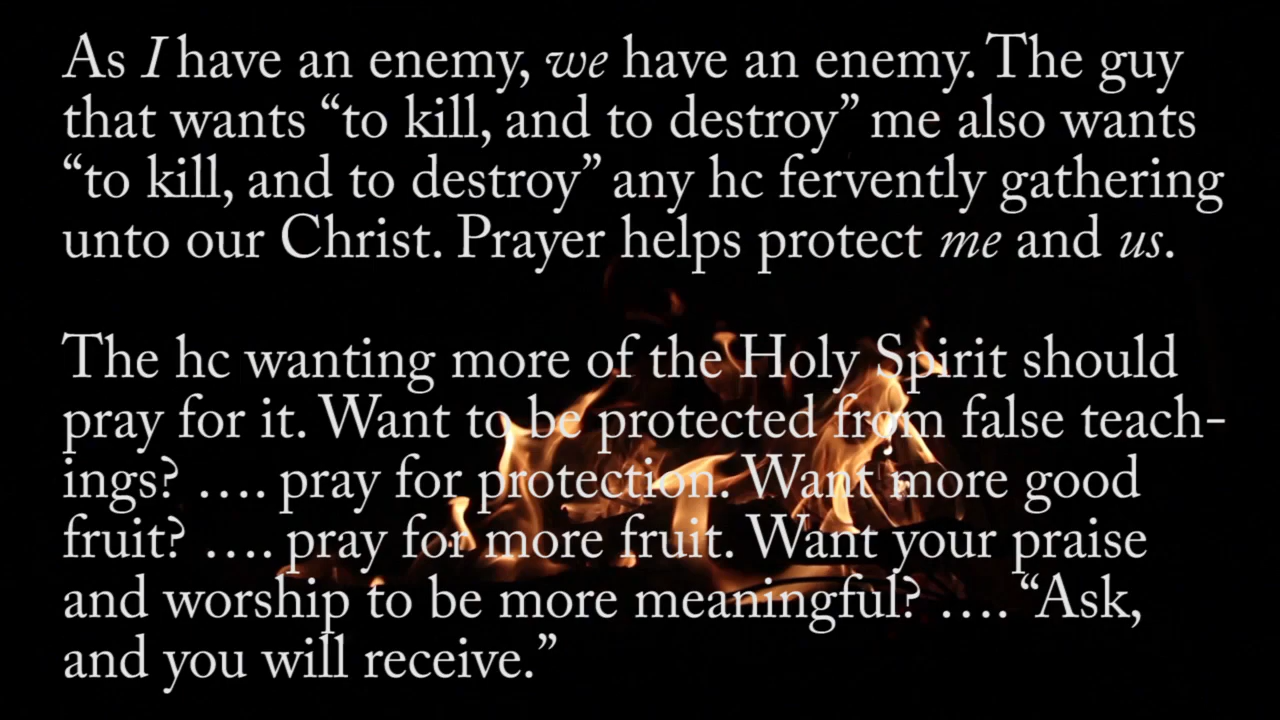 As I have an enemy, we have an enemy. The guy
that wants “to kill, and to destroy” me also wants
“to kill, and to destroy” any hc fervently gathering
unto our Christ. Prayer helps protect me and us.
The hc wanting more of the Holy Spirit should
pray for it. Want to be protected from false teach-
ings? .... pray for protection. Want more good
fruit? .... pray for more fruit. Want your praise
and worship to be more meaningful? .... “Ask,
and you will receive.”